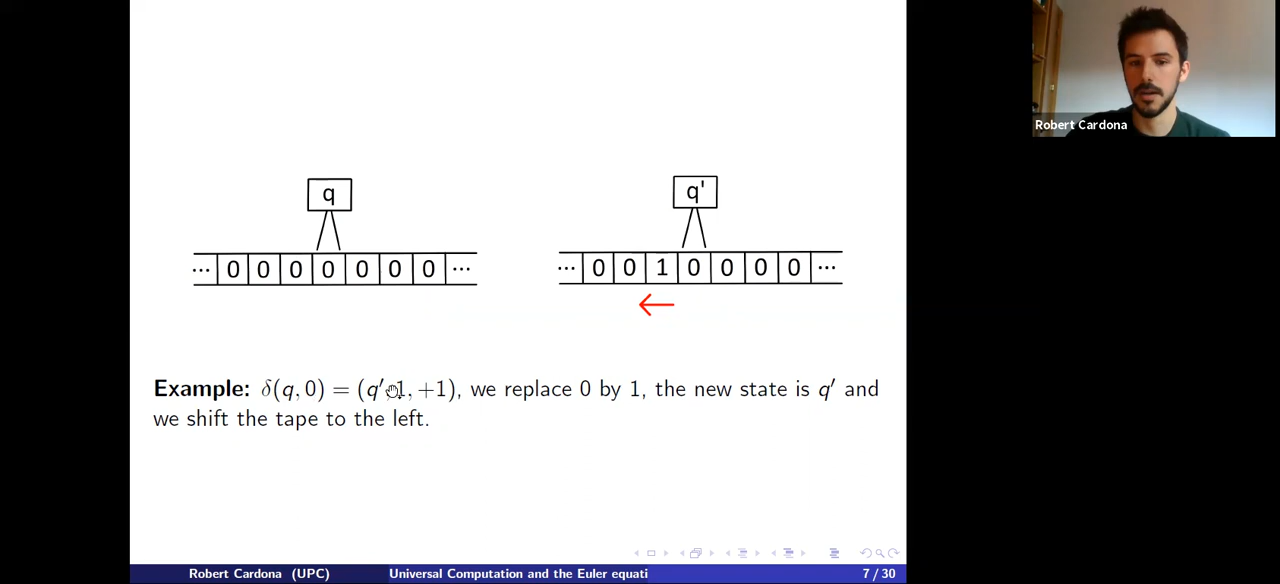 q
q'
... 0 0 0 0 0 0 0 ...
... 0 0 1 0 0 0 0 ...
Example: δ(q, 0) = (q′, 1, +1), we replace 0 by 1, the new state is q′ and
we shift the tape to the left.
Robert Cardona (UPC)
Universal Computation and the Euler equati
7 / 30
Robert Cardona